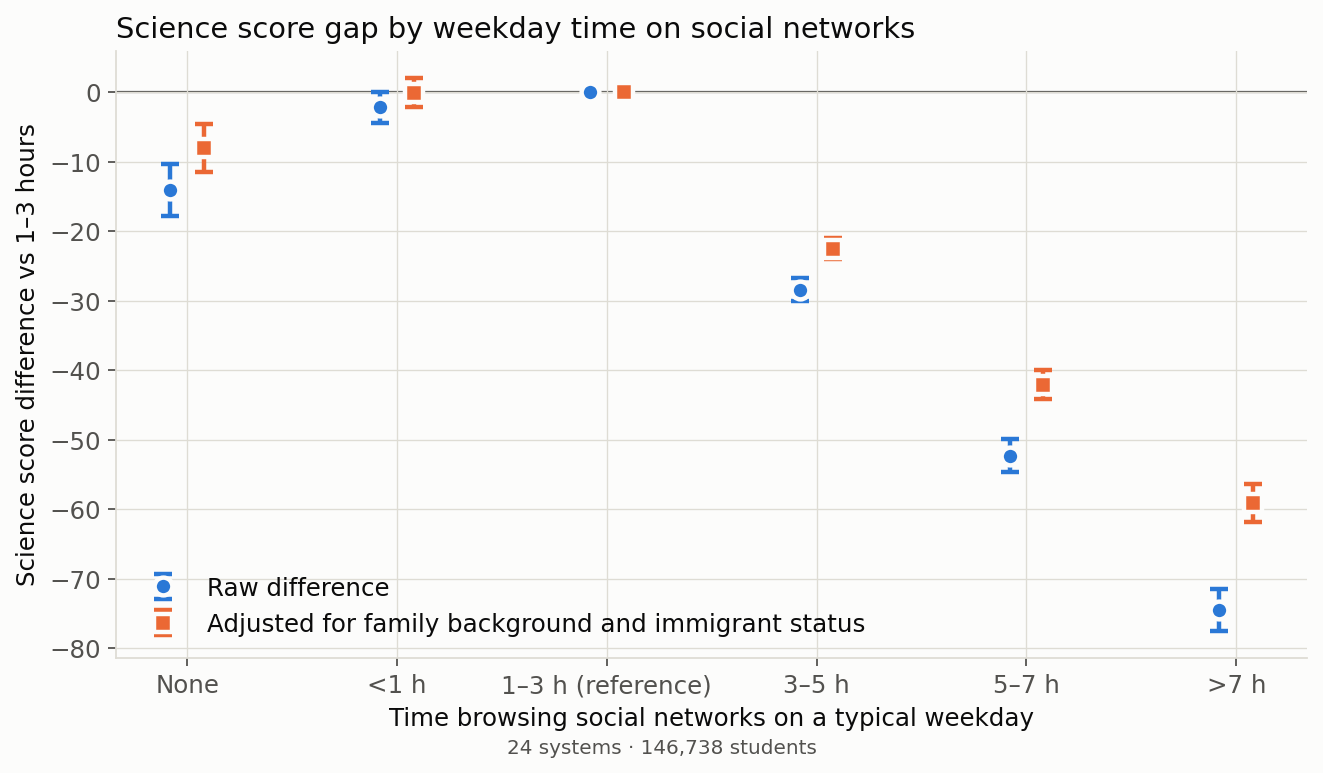 Science score gap by weekday time on social networks
Science score difference vs 1–3 hours
0
−10
−20
−30
−40
−50
−60
−70
−80
Raw difference
Adjusted for family background and immigrant status
None
<1 h
1–3 h (reference)
3–5 h
5–7 h
>7 h
Time browsing social networks on a typical weekday
24 systems · 146,738 students